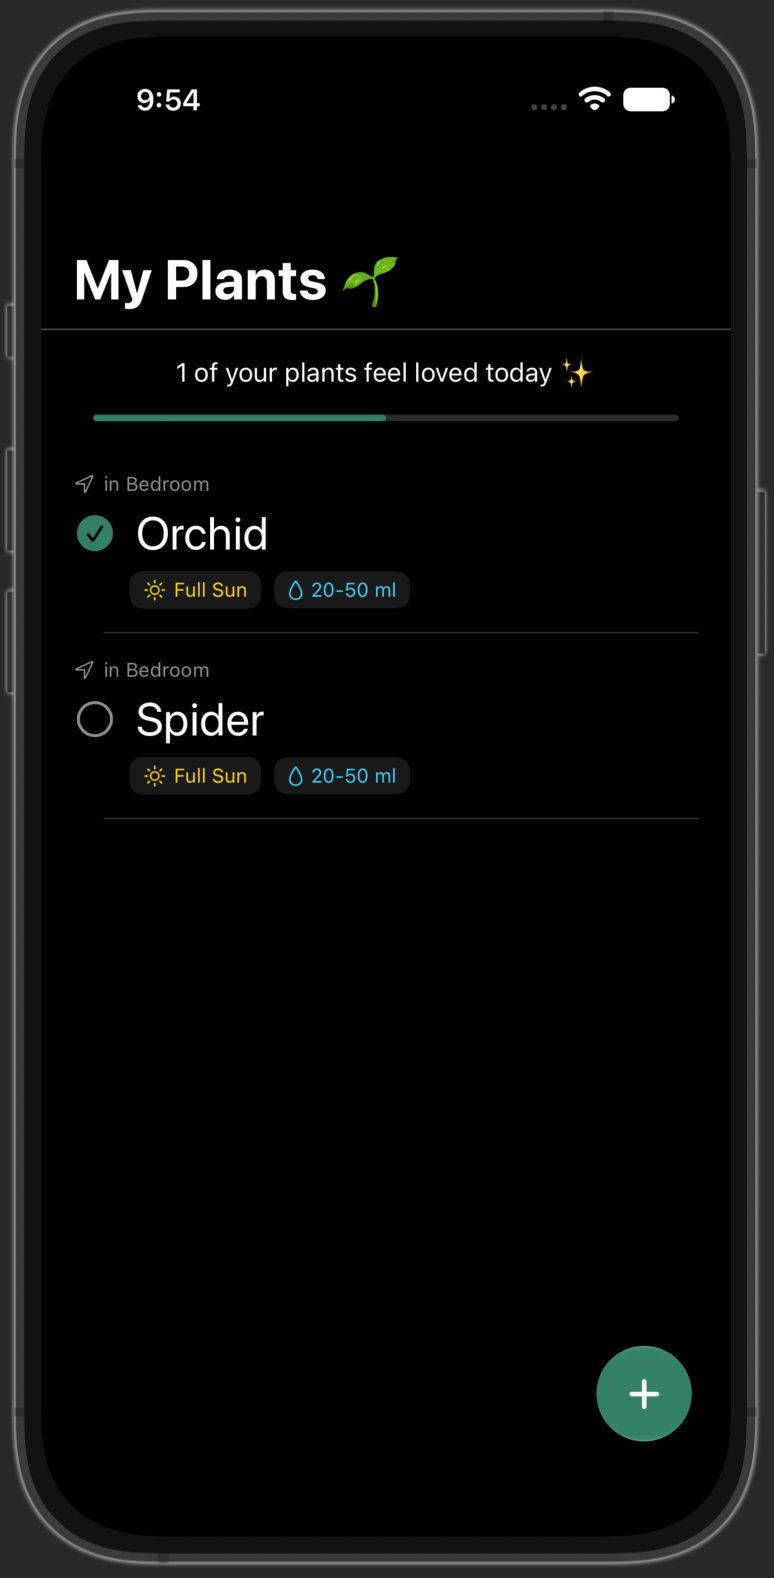 9:54
My Plants 🌱
1 of your plants feel loved today ✨
in Bedroom
Orchid
Full Sun 20-50 ml
in Bedroom
Spider
Full Sun 20-50 ml
+